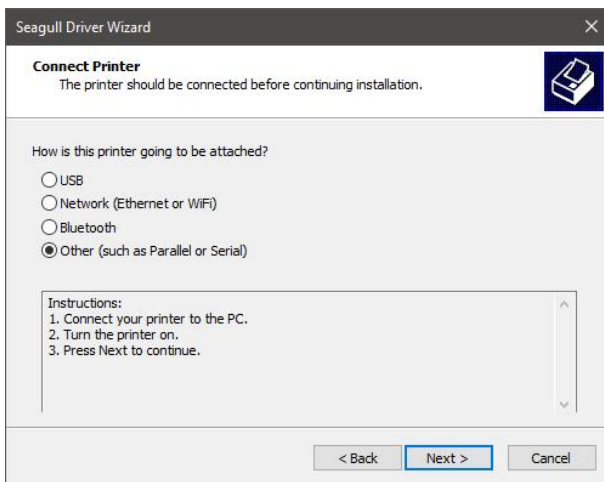 Seagull Driver Wizard
Connect Printer
The printer should be connected before continuing installation.
How is this printer going to be attached?
USB
Network (Ethernet or WiFi)
Bluetooth
Other (such as Parallel or Serial)
Instructions:
1. Connect your printer to the PC.
2. Turn the printer on.
3. Press Next to continue.
< Back Next > Cancel